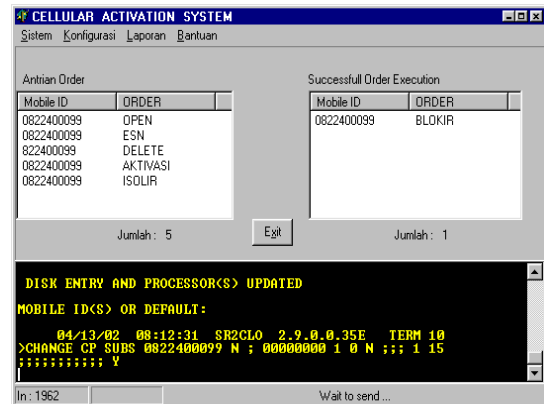 CELLULAR ACTIVATION SYSTEM
Sistem Konfigurasi Laporan Bantuan
Antrian Order
Mobile ID ORDER
0822400099 OPEN
0822400099 ESN
822400099 DELETE
0822400099 AKTIVASI
0822400099 ISOLIR
Jumlah : 5
Exit
Successfull Order Execution
Mobile ID ORDER
0822400099 BLOKIR
Jumlah : 1
DISK ENTRY AND PROCESSOR(S) UPDATED
MOBILE ID(S) OR DEFAULT:
04/13/02 08:12:31 SR2CLO 2.9.0.0.35E TERM 10
>CHANGE CP SUBS 0822400099 N ; 00000000 1 0 N ;;; 1 15
;;;;;;;;;;; Y
In : 1962 Wait to send ...